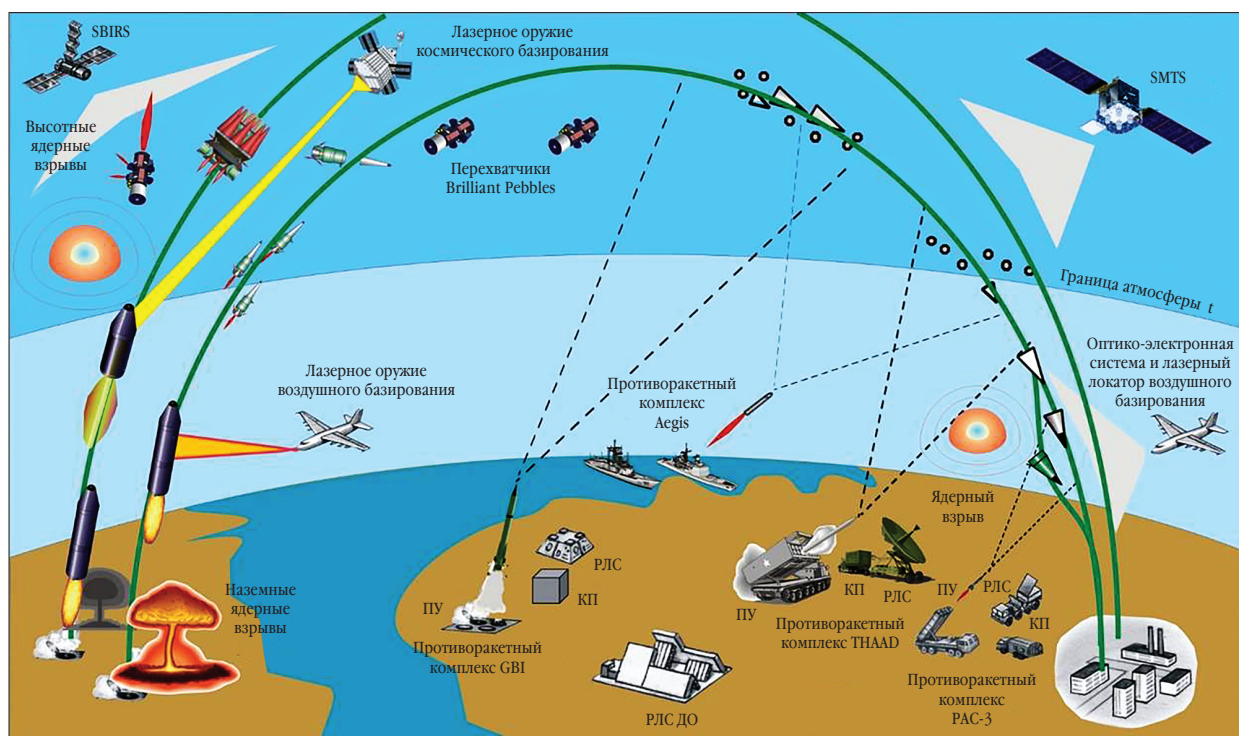 SBIRS
Лазерное оружие
космического базирования
SMTS
Высотные
ядерные
взрывы
Перехватчики
Brilliant Pebbles
Граница атмосферы t
Лазерное оружие
воздушного базирования
Противоракетный
комплекс
Aegis
Оптико-электронная
система и лазерный
локатор воздушного
базирования
Ядерный
взрыв
Наземные
ядерные
взрывы
РЛС
КП
ПУ
Противоракетный
комплекс GBI
РЛС ДО
КП
РЛС
ПУ
Противоракетный
комплекс THAAD
ПУ
РЛС
КП
Противоракетный
комплекс
PAC-3